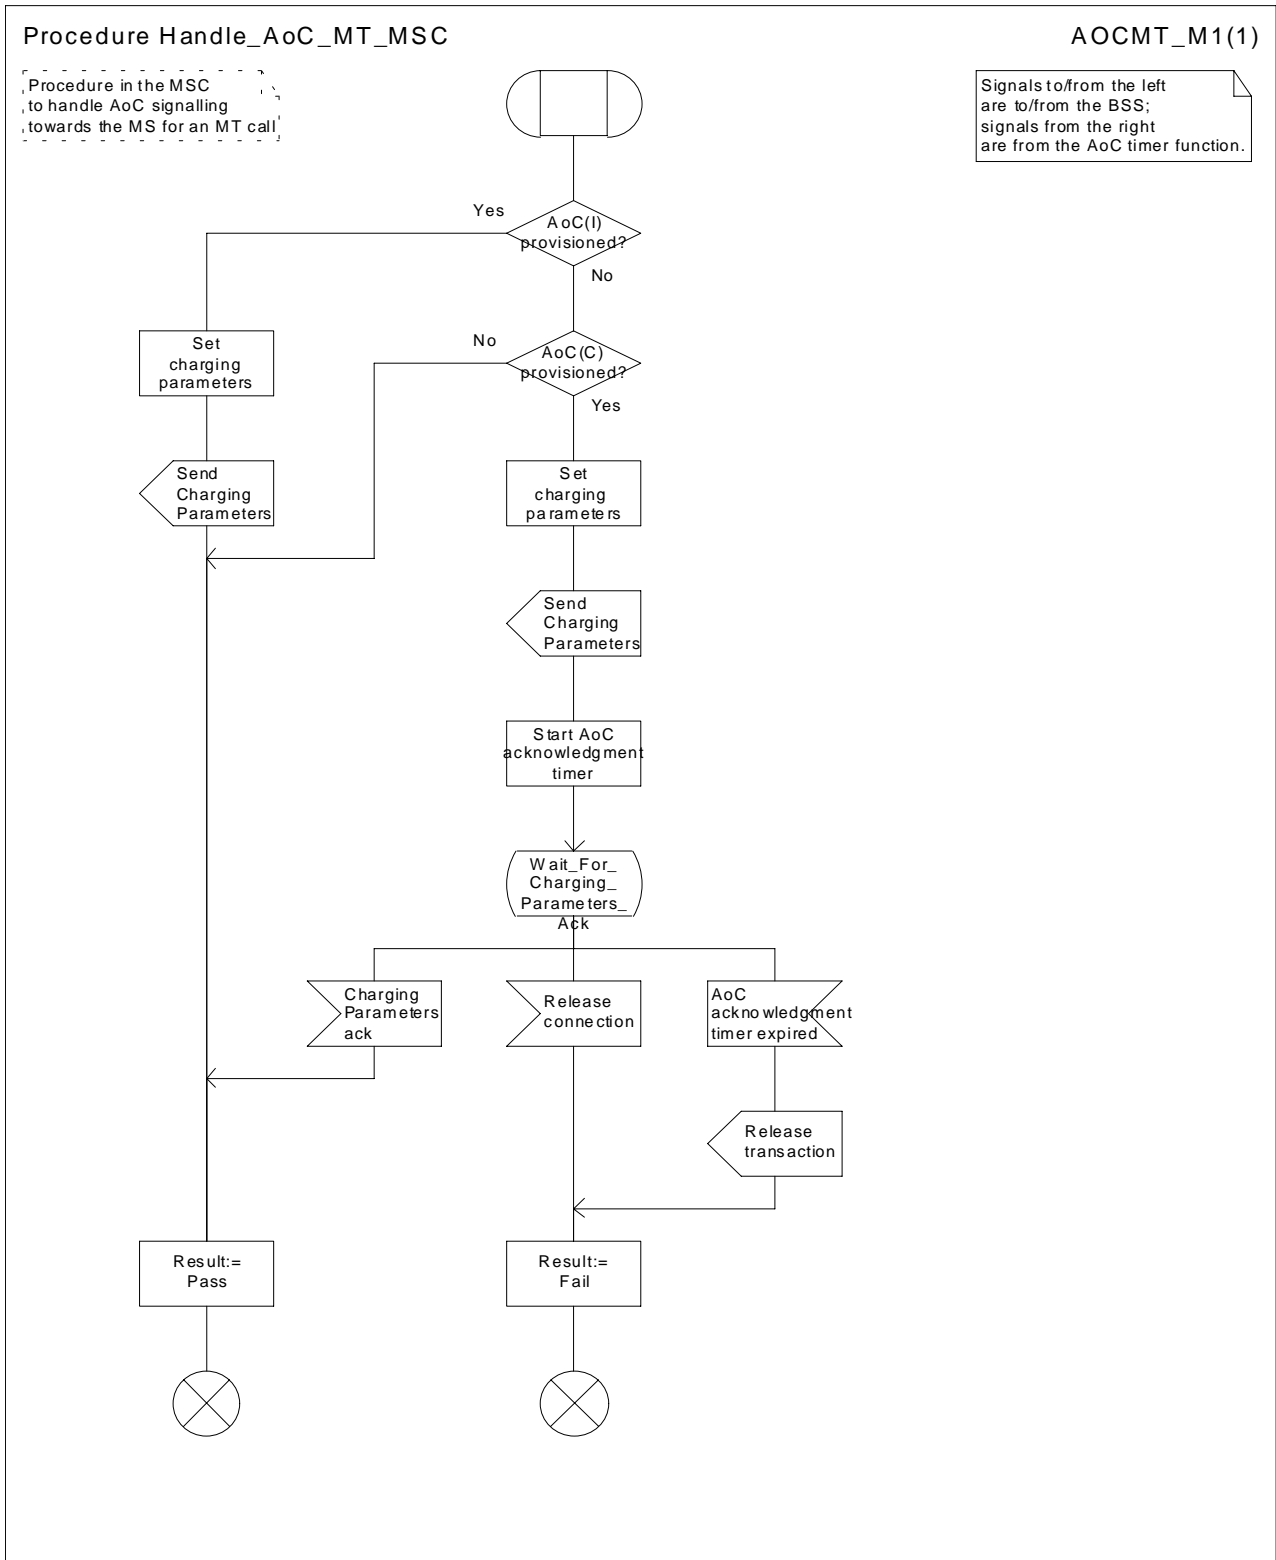 Procedure Handle_AoC_MT_MSC
AOCMT_M1(1)
Procedure in the MSC
to handle AoC signalling
towards the MS for an MT call
Signals to/from the left
are to/from the BSS;
signals from the right
are from the AoC timer function.
Yes
AoC(I)
provisioned?
No
Set
charging
parameters
No
AoC(C)
provisioned?
Yes
Send
Charging
Parameters
Set
charging
parameters
Send
Charging
Parameters
Start AoC
acknowledgment
timer
Wait_For_
Charging_
Parameters_
Ack
Charging
Parameters
ack
Release
connection
AoC
acknowledgment
timer expired
Release
transaction
Result:=
Pass
Result:=
Fail